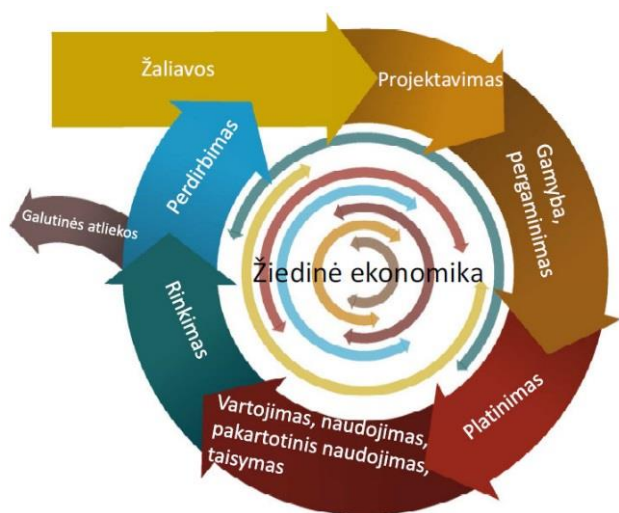 Žaliavos
Projektavimas
Gamyba,
pergaminimas
Platinimas
Vartojimas, naudojimas,
pakartotinis naudojimas,
taisymas
Rinkimas
Perdirbimas
Galutinės atliekos
Žiedinė ekonomika